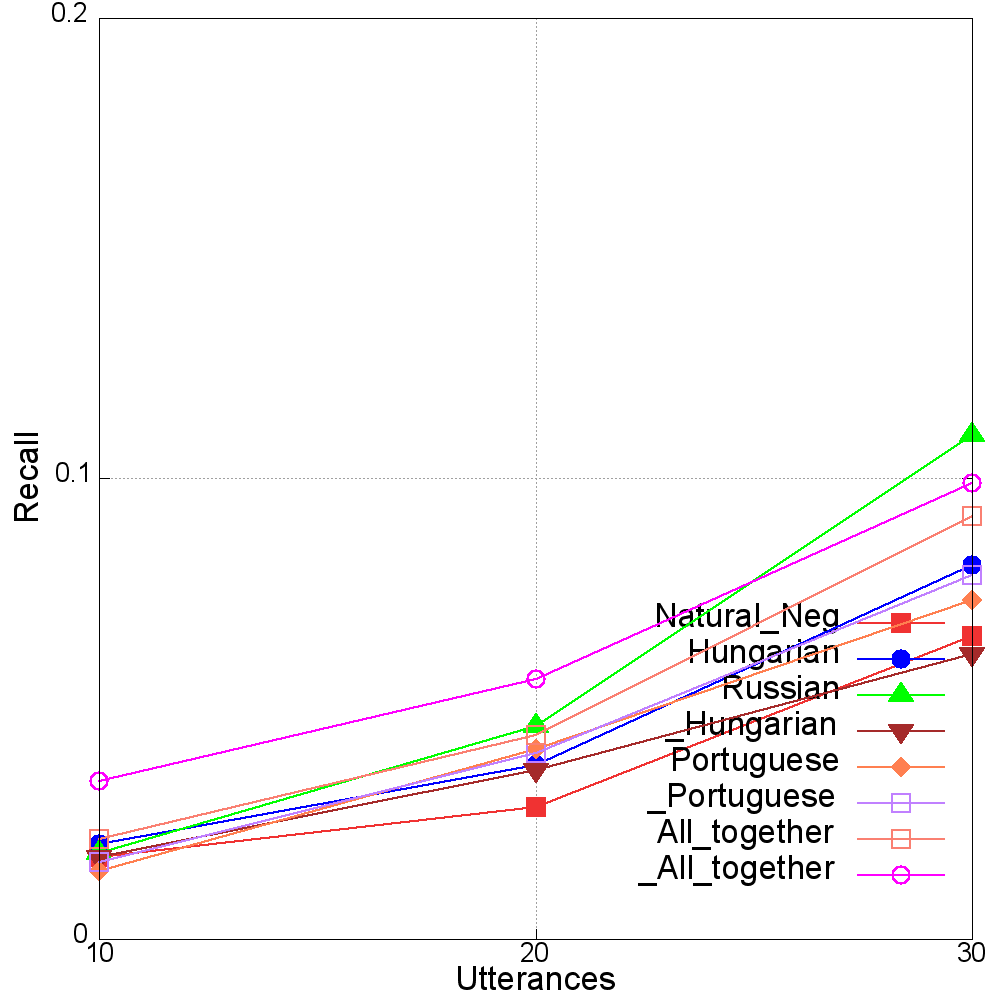 0.2
0.1
Recall
Natural_Neg
Hungarian
Russian
_Hungarian
Portuguese
_Portuguese
All_together
_All_together
0
10 20 30
Utterances